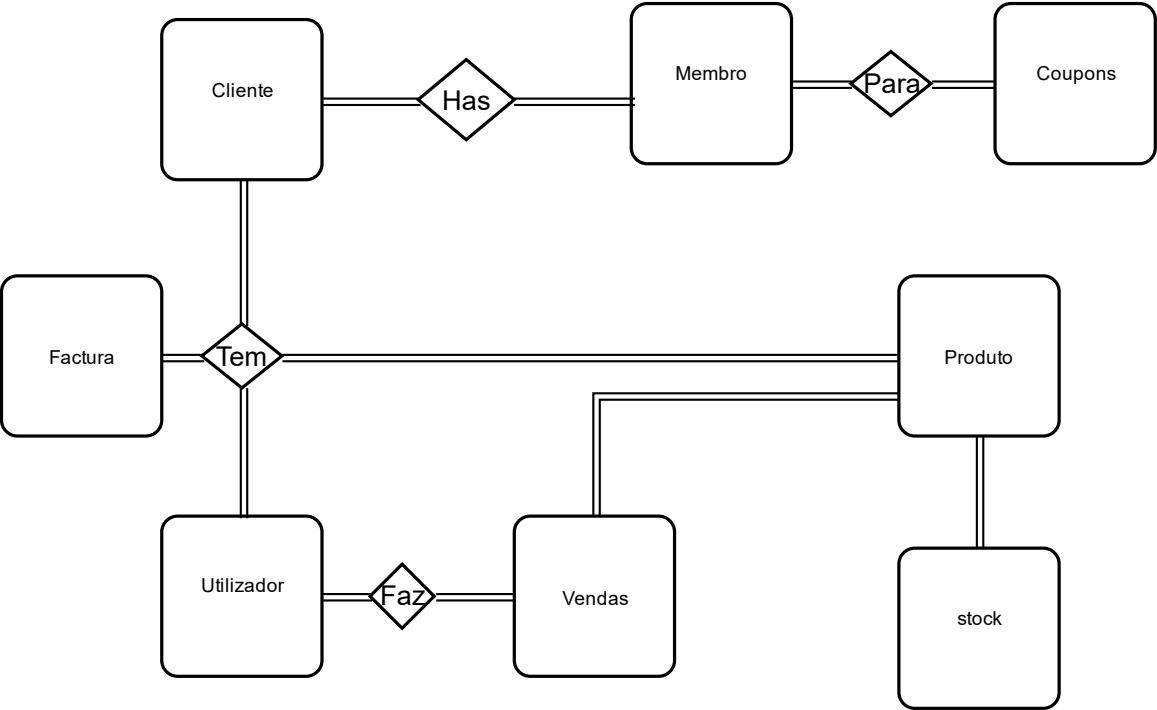 Cliente
Has
Membro
Para
Coupons
Factura
Tem
Produto
Utilizador
Faz
Vendas
stock